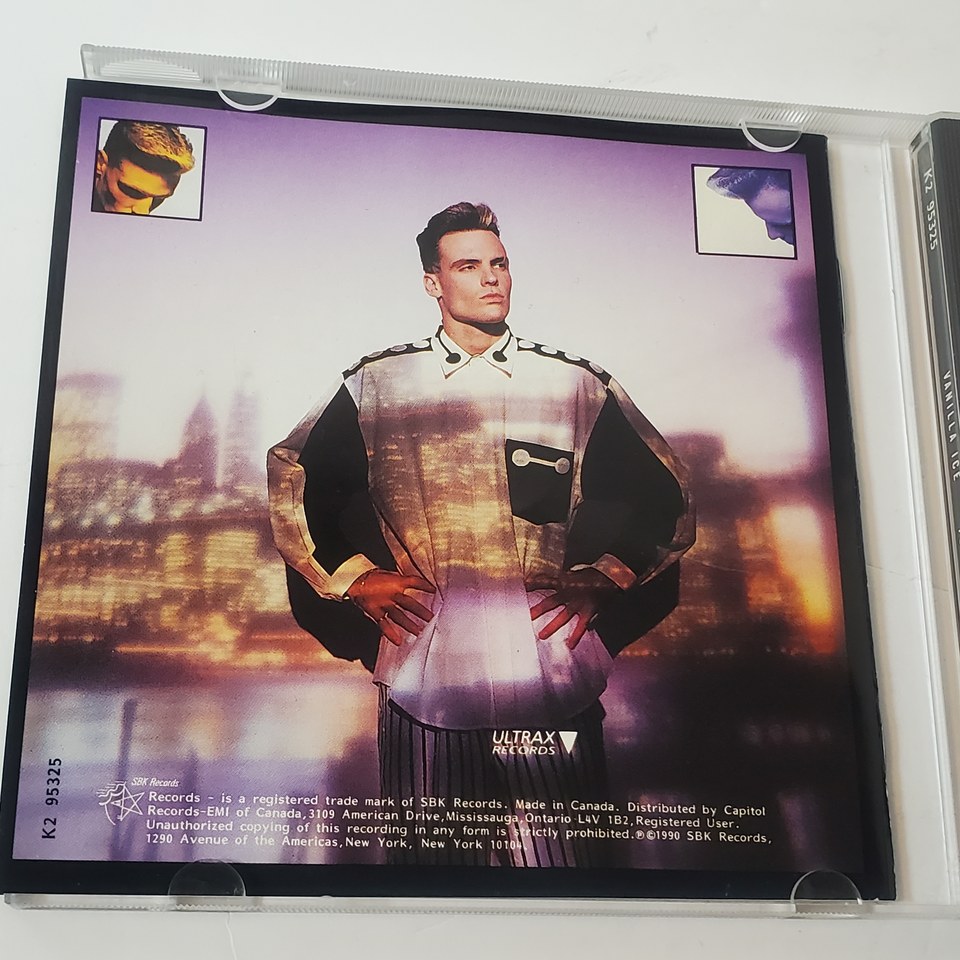 K2 95325
VANILLA ICE
ULTRAX
RECORDS
K2 95325
SBK Records
Records - is a registered trade mark of SBK Records. Made in Canada. Distributed by Capitol
Records-EMI of Canada,3109 American Drive,Mississauga,Ontario L4V 1B2,Registered User.
Unauthorized copying of this recording in any form is strictly prohibited.℗©1990 SBK Records,
1290 Avenue of the Americas,New York, New York 10104.